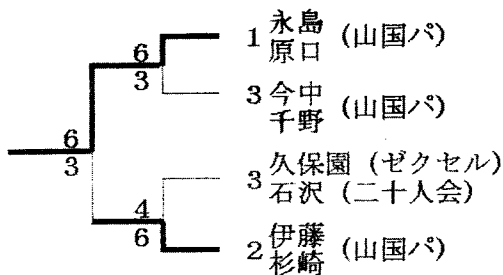 1 永島 (山国パ)
原口
6
3
3 今中 (山国パ)
千野
6
3
3 久保園 (ゼクセル)
石沢 (二十人会)
4
6
2 伊藤 (山国パ)
杉崎